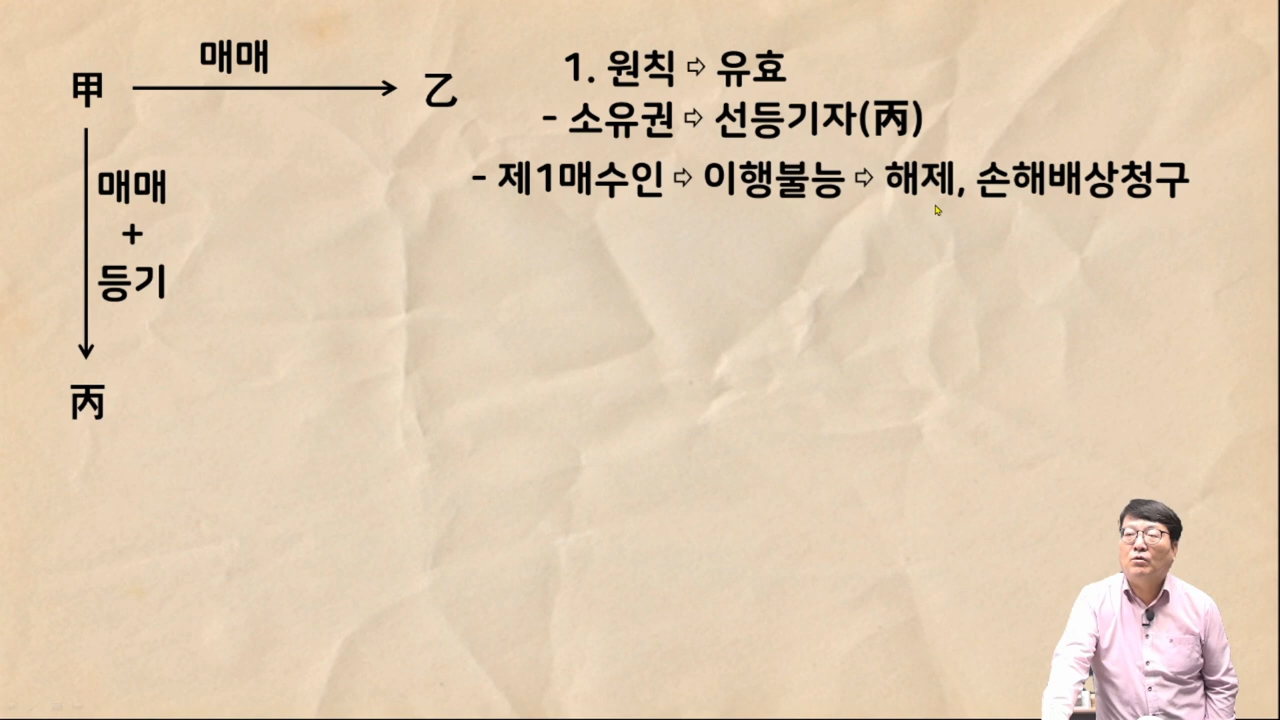 매매
甲
乙
매매
+
등기
丙
1. 원칙 ⇨ 유효
- 소유권 ⇨ 선등기자(丙)
- 제1매수인 ⇨ 이행불능 ⇨ 해제, 손해배상청구